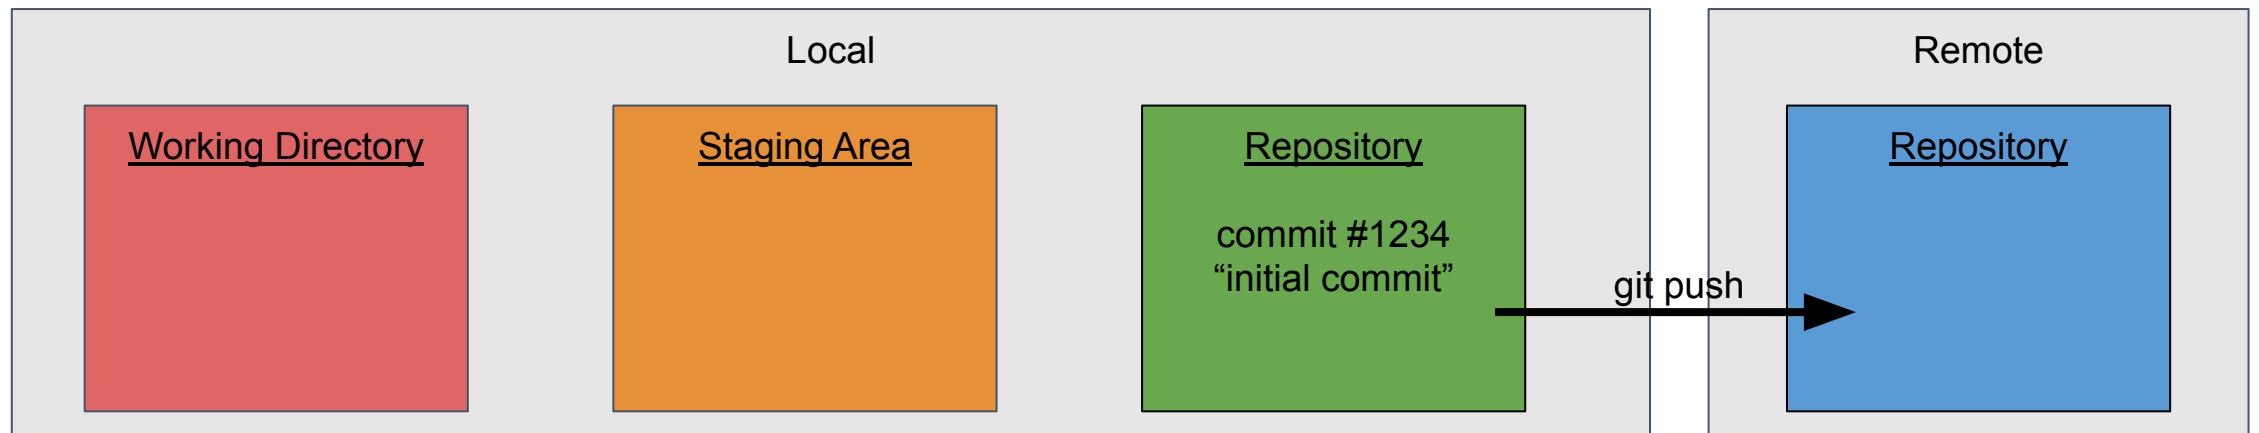 Local
Remote
Working Directory
Staging Area
Repository
Repository
commit #1234
“initial commit”
git push